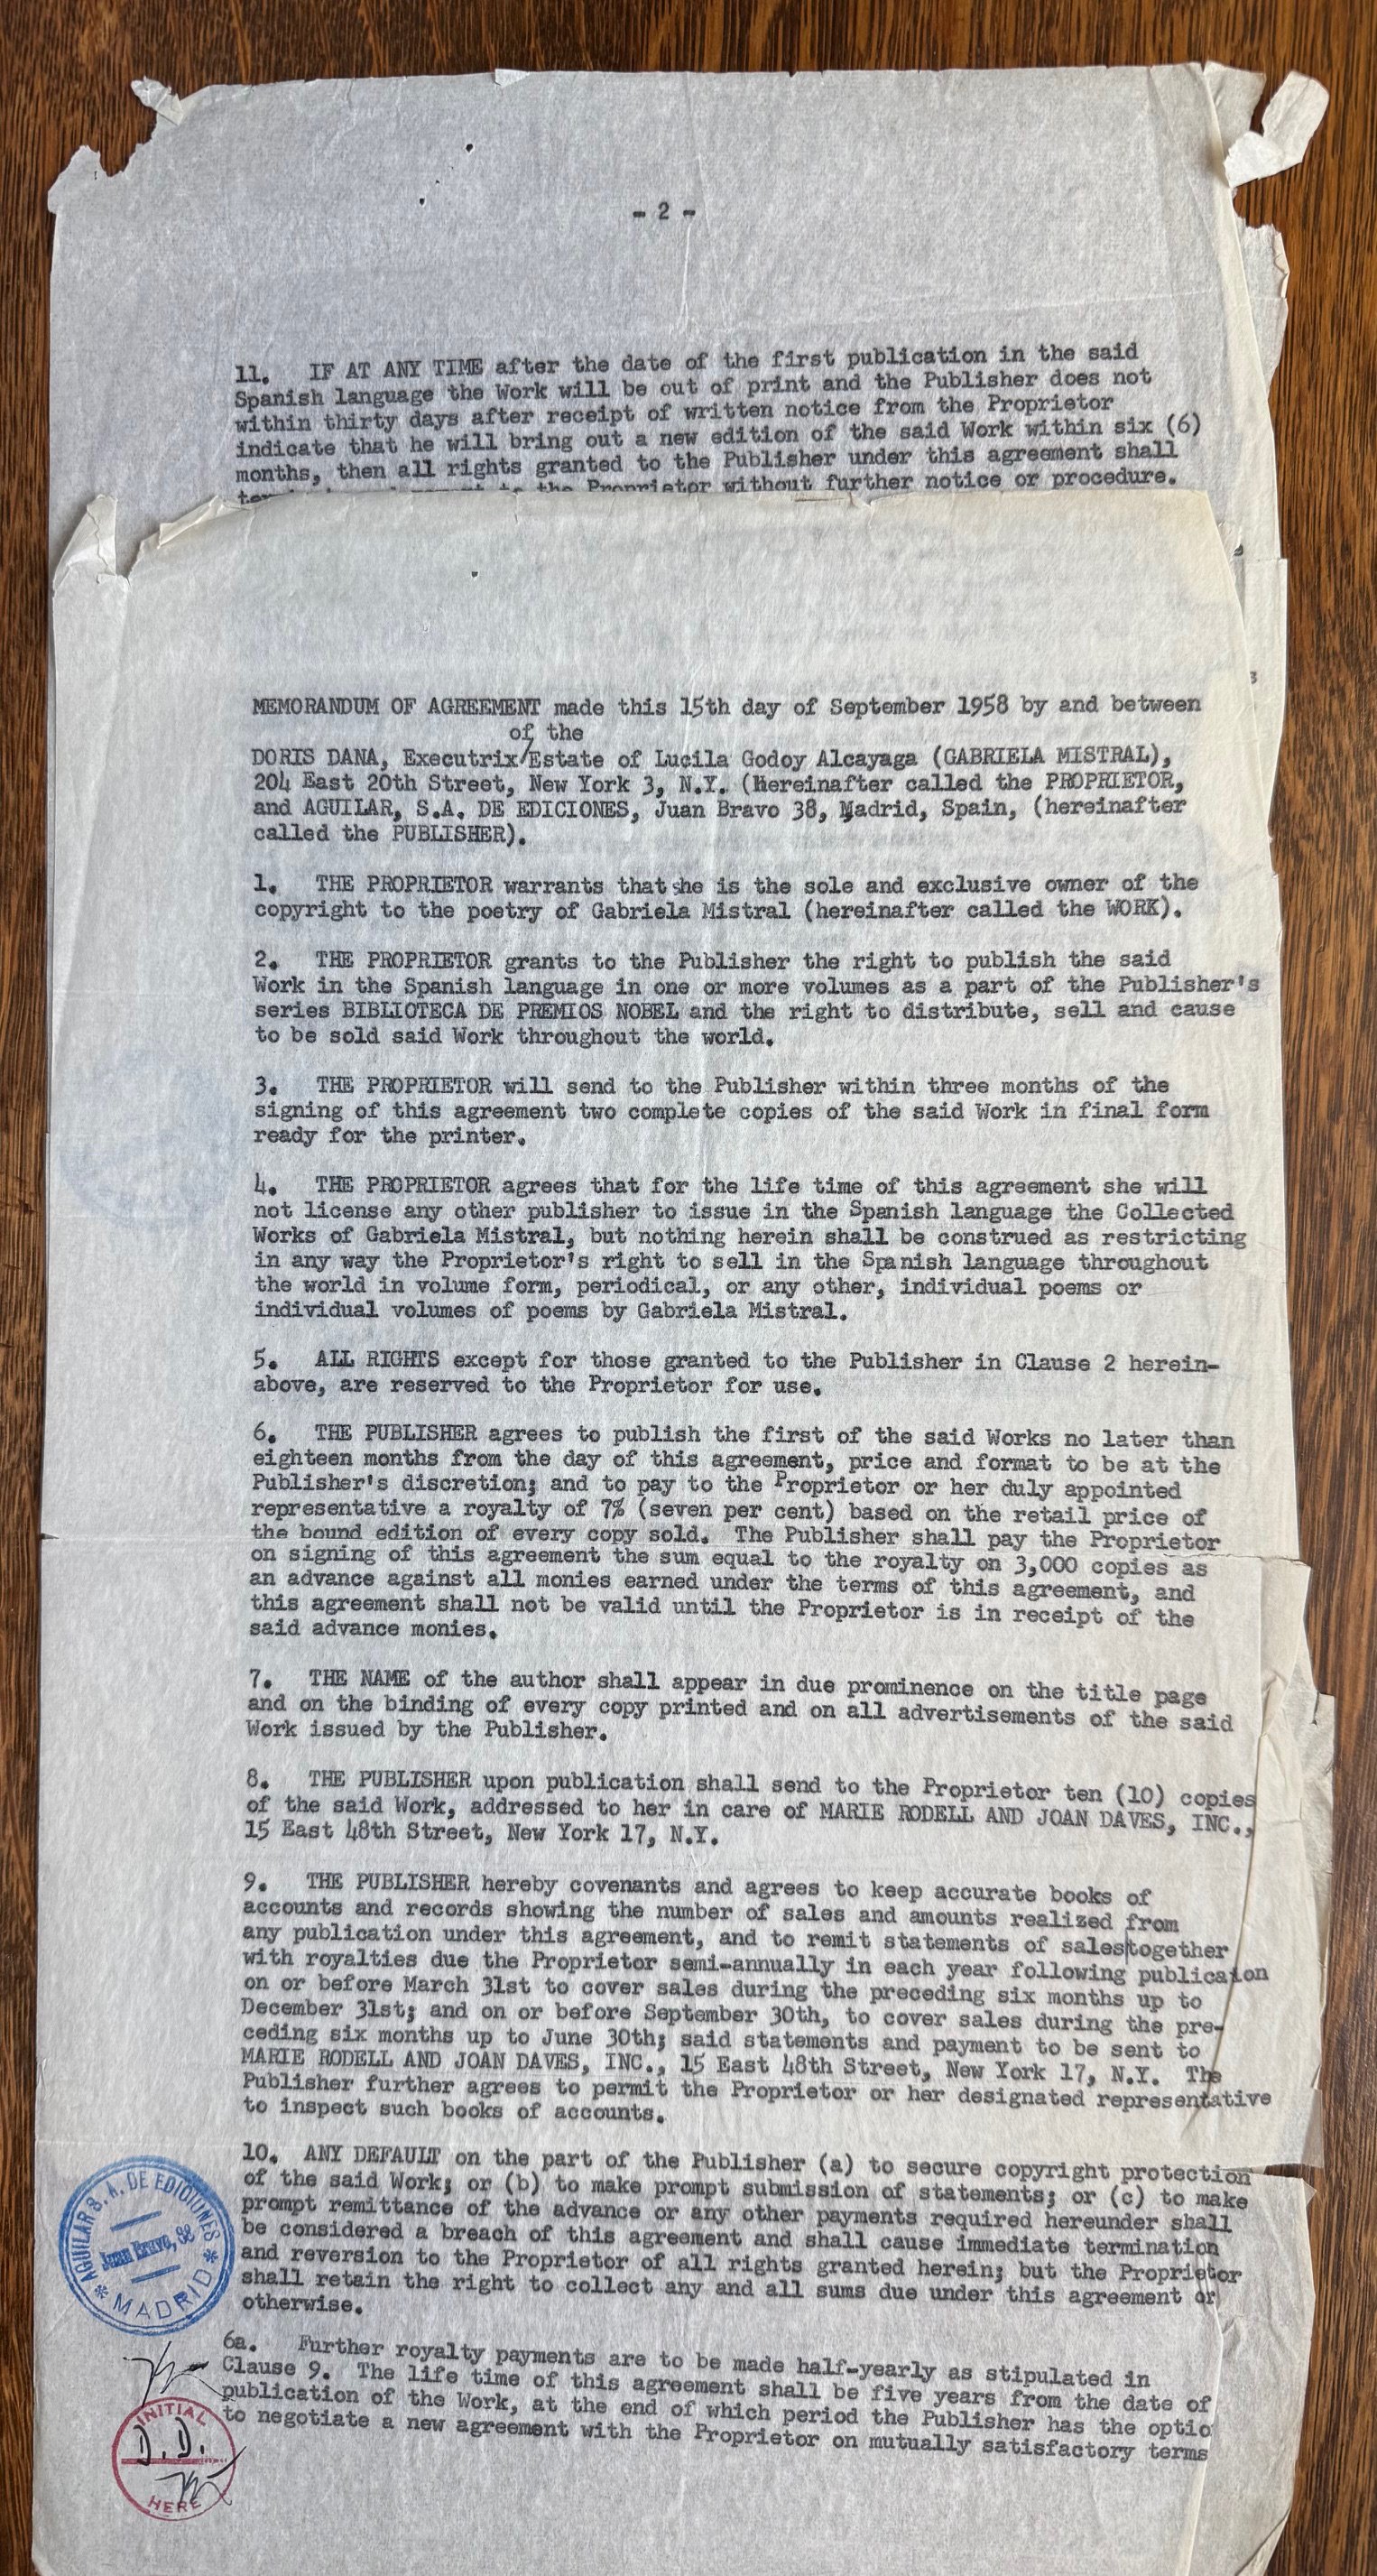 - 2 -
11. IF AT ANY TIME after the date of the first publication in the said
Spanish language the Work will be out of print and the Publisher does not
within thirty days after receipt of written notice from the Proprietor
indicate that he will bring out a new edition of the said Work within six (6)
months, then all rights granted to the Publisher under this agreement shall
to the Proprietor without further notice or procedure.
MEMORANDUM OF AGREEMENT made this 15th day of September 1958 by and between
of the
DORIS DANA, Executrix/Estate of Lucila Godoy Alcayaga (GABRIELA MISTRAL),
204 East 20th Street, New York 3, N.Y. (Hereinafter called the PROPRIETOR,
and AGUILAR, S.A. DE EDICIONES, Juan Bravo 38, Madrid, Spain, (hereinafter
called the PUBLISHER).
1. THE PROPRIETOR warrants that she is the sole and exclusive owner of the
copyright to the poetry of Gabriela Mistral (hereinafter called the WORK).
2. THE PROPRIETOR grants to the Publisher the right to publish the said
Work in the Spanish language in one or more volumes as a part of the Publisher's
series BIBLIOTECA DE PREMIOS NOBEL and the right to distribute, sell and cause
to be sold said Work throughout the world.
3. THE PROPRIETOR will send to the Publisher within three months of the
signing of this agreement two complete copies of the said Work in final form
ready for the printer.
4. THE PROPRIETOR agrees that for the life time of this agreement she will
not license any other publisher to issue in the Spanish language the Collected
Works of Gabriela Mistral, but nothing herein shall be construed as restricting
in any way the Proprietor's right to sell in the Spanish language throughout
the world in volume form, periodical, or any other, individual poems or
individual volumes of poems by Gabriela Mistral.
5. ALL RIGHTS except for those granted to the Publisher in Clause 2 herein-
above, are reserved to the Proprietor for use.
6. THE PUBLISHER agrees to publish the first of the said Works no later than
eighteen months from the day of this agreement, price and format to be at the
Publisher's discretion; and to pay to the Proprietor or her duly appointed
representative a royalty of 7% (seven per cent) based on the retail price of
the bound edition of every copy sold. The Publisher shall pay the Proprietor
on signing of this agreement the sum equal to the royalty on 3,000 copies as
an advance against all monies earned under the terms of this agreement, and
this agreement shall not be valid until the Proprietor is in receipt of the
said advance monies.
7. THE NAME of the author shall appear in due prominence on the title page
and on the binding of every copy printed and on all advertisements of the said
Work issued by the Publisher.
8. THE PUBLISHER upon publication shall send to the Proprietor ten (10) copies
of the said Work, addressed to her in care of MARIE RODELL AND JOAN DAVES, INC.,
15 East 48th Street, New York 17, N.Y.
9. THE PUBLISHER hereby covenants and agrees to keep accurate books of
accounts and records showing the number of sales and amounts realized from
any publication under this agreement, and to remit statements of sales together
with royalties due the Proprietor semi-annually in each year following publicaion
on or before March 31st to cover sales during the preceding six months up to
December 31st; and on or before September 30th, to cover sales during the pre-
ceding six months up to June 30th; said statements and payment to be sent to
MARIE RODELL AND JOAN DAVES, INC., 15 East 48th Street, New York 17, N.Y. The
Publisher further agrees to permit the Proprietor or her designated representative
to inspect such books of accounts.
10. ANY DEFAULT on the part of the Publisher (a) to secure copyright protection
of the said Work; or (b) to make prompt submission of statements; or (c) to make
prompt remittance of the advance or any other payments required hereunder shall
be considered a breach of this agreement and shall cause immediate termination
and reversion to the Proprietor of all rights granted herein; but the Proprietor
shall retain the right to collect any and all sums due under this agreement or
otherwise.
AGUILAR S. A. DE EDICIONES
Juan Bravo, 38
* MADRID *
6a. Further royalty payments are to be made half-yearly as stipulated in
Clause 9. The life time of this agreement shall be five years from the date of
publication of the Work, at the end of which period the Publisher has the optio
to negotiate a new agreement with the Proprietor on mutually satisfactory terms
INITIAL
D.D.
HERE